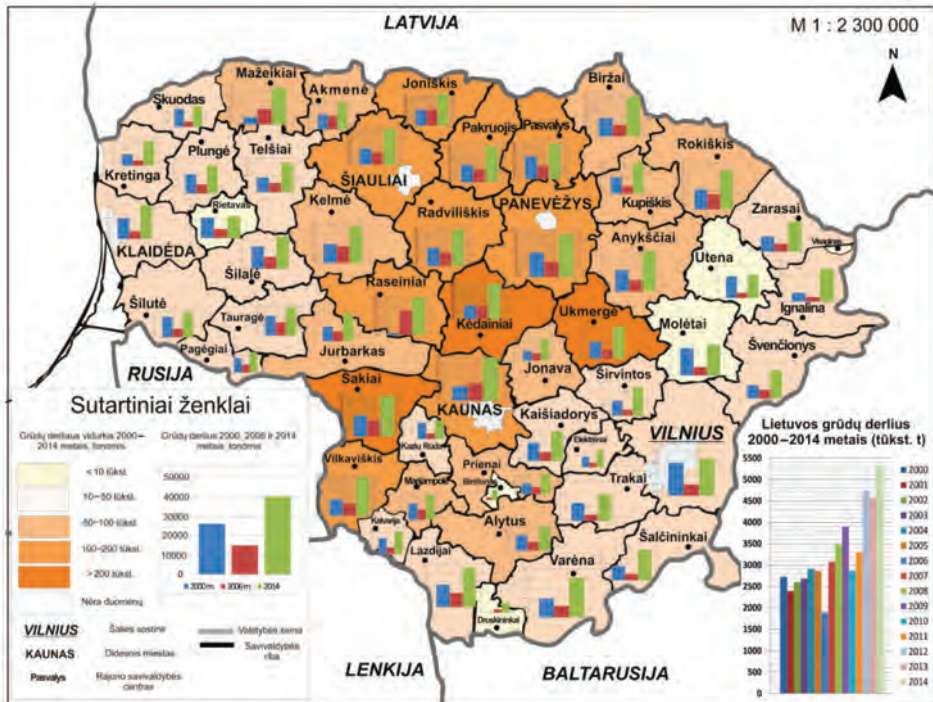 LATVIJA
M 1 : 2 300 000
N
Mažeikiai
Akmenė
Joniškis
Biržai
Skuodas
Pakruojis
Pasvalys
Plungė
Telšiai
Rokiškis
Kretinga
ŠIAULIAI
Rietavas
Kelmė
Radviliškis
PANEVĖŽYS
Kupiškis
Zarasai
Visaginas
KLAIDĖDA
Anykščiai
Utena
Šilalė
Raseiniai
Ignalina
Šilutė
Tauragė
Kėdainiai
Ukmergė
Molėtai
Pagėgiai
Jurbarkas
Jonava
Širvintos
Švenčionys
RUSIJA
Šakiai
KAUNAS
Kaišiadorys
VILNIUS
Kazlų Rūda
Elektrėnai
Vilkaviškis
Prienai
Marijampolė
Birštonas
Trakai
Kalvarija
Alytus
Šalčininkai
Lazdijai
Varėna
Druskininkai
LENKIJA
BALTARUSIJA
Sutartiniai ženklai
Grūdų derliaus vidurkis 2000–
2014 metais, tonomis
< 10 tūkst.
10–50 tūkst.
50–100 tūkst.
100–200 tūkst.
> 200 tūkst.
Nėra duomenų
Grūdų derlius 2000, 2006 ir 2014
metais, tonomis
50000
40000
30000
20000
10000
0
2000 m.
2006 m.
2014
VILNIUS
Šalies sostinė
KAUNAS
Didesnis miestas
Pasvalys
Rajono savivaldybės
centras
Valstybės siena
Savivaldybės
riba
Lietuvos grūdų derlius
2000–2014 metais (tūkst. t)
5500
5000
4500
4000
3500
3000
2500
2000
1500
1000
500
0
2000
2001
2002
2003
2004
2005
2006
2007
2008
2009
2010
2011
2012
2013
2014